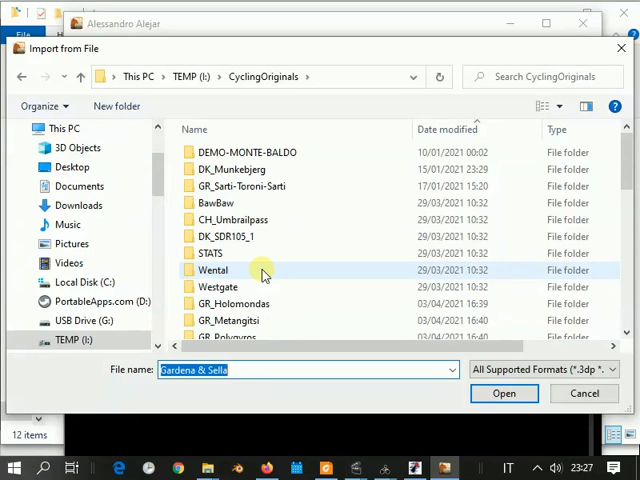 File
Alessandro Alejar
Import from File
This PC > TEMP (I:) > CyclingOriginals >
Search CyclingOriginals
Organize
New folder
This PC
3D Objects
Desktop
Documents
Downloads
Music
Pictures
Videos
Local Disk (C:)
PortableApps.com (D:)
USB Drive (G:)
TEMP (I:)
Name Date modified Type
DEMO-MONTE-BALDO 10/01/2021 00:02 File folder
DK_Munkebjerg 15/01/2021 23:29 File folder
GR_Sarti-Toroni-Sarti 17/01/2021 15:20 File folder
BawBaw 29/03/2021 10:32 File folder
CH_Umbrailpass 29/03/2021 10:32 File folder
DK_SDR105_1 29/03/2021 10:32 File folder
STATS 29/03/2021 10:32 File folder
Wental 29/03/2021 10:32 File folder
Westgate 29/03/2021 10:32 File folder
GR_Holomondas 03/04/2021 16:39 File folder
GR_Metangitsi 03/04/2021 16:40 File folder
GR_Polygyros 03/04/2021 16:40 File folder
File name: Gardena & Sella
All Supported Formats (*.3dp *.
Open
Cancel
12 items
IT 23:27